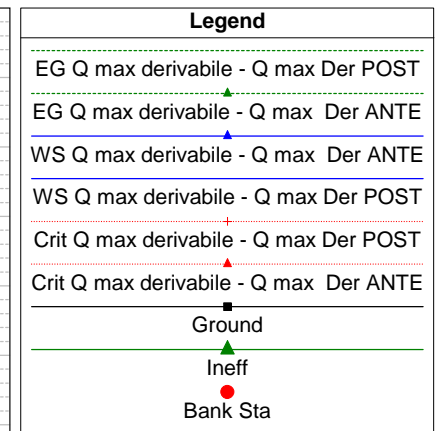 Legend
EG Q max derivabile - Q max Der POST
EG Q max derivabile - Q max Der ANTE
WS Q max derivabile - Q max Der ANTE
WS Q max derivabile - Q max Der POST
Crit Q max derivabile - Q max Der POST
Crit Q max derivabile - Q max Der ANTE
Ground
Ineff
Bank Sta